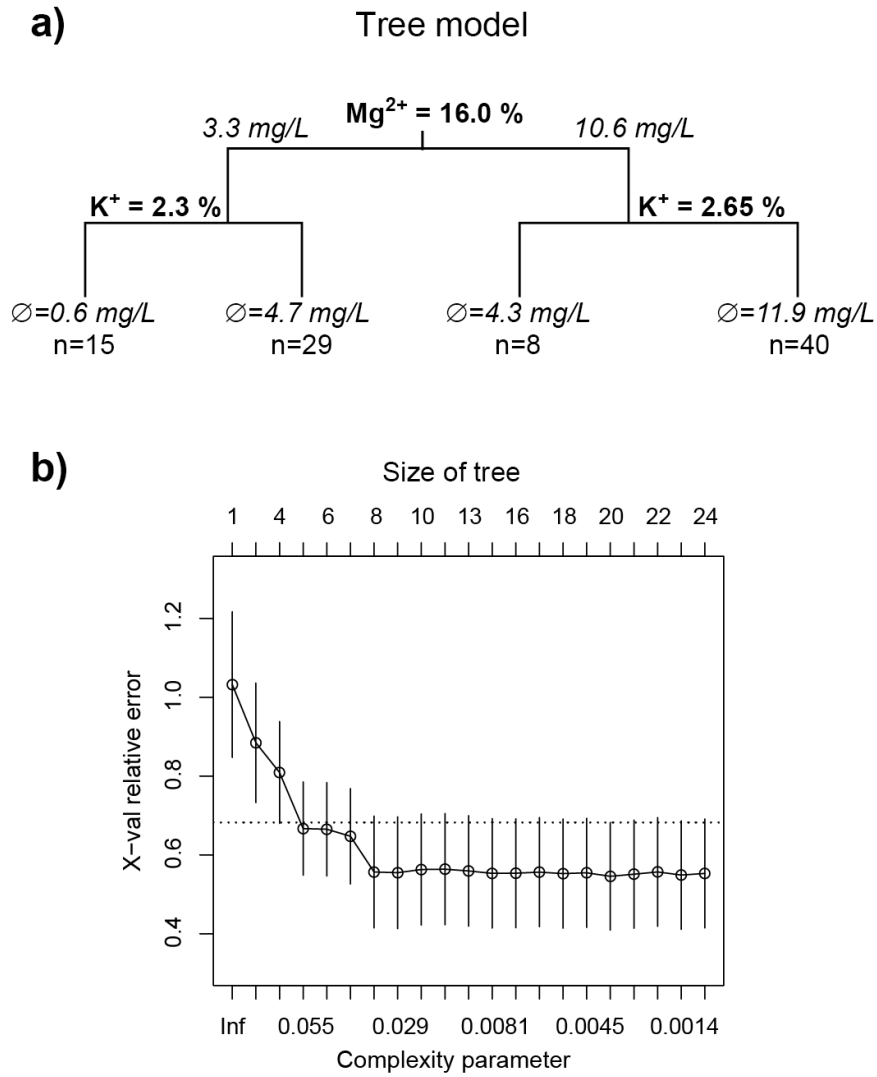 a)
Tree model
Mg²⁺ = 16.0 %
3.3 mg/L
10.6 mg/L
K⁺ = 2.3 %
K⁺ = 2.65 %
∅=0.6 mg/L
∅=4.7 mg/L
∅=4.3 mg/L
∅=11.9 mg/L
n=15
n=29
n=8
n=40
b)
Size of tree
1 4 6 8 10 13 16 18 20 22 24
1.2
1.0
0.8
0.6
0.4
X−val relative error
Inf 0.055 0.029 0.0081 0.0045 0.0014
Complexity parameter